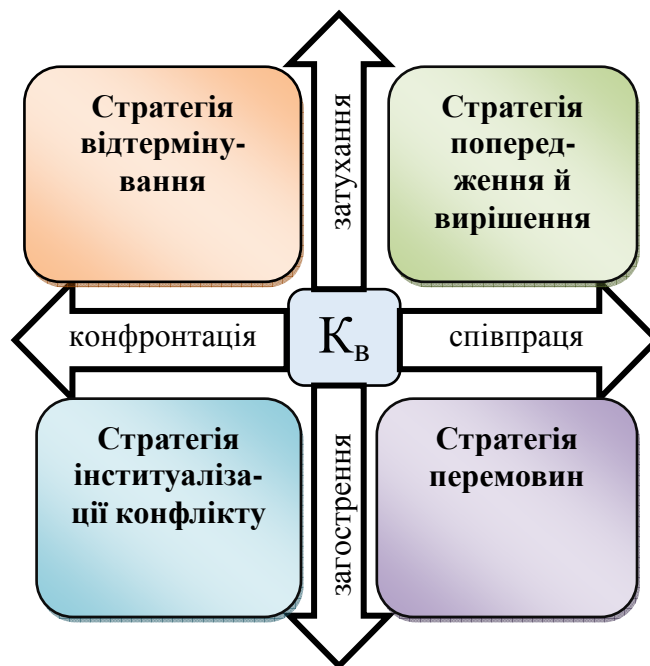 Стратегія
відтерміну-
вання
затухання
Стратегія
поперед-
ження й
вирішення
конфронтація
Кв
співпраця
Стратегія
інституаліза-
ції конфлікту
загострення
Стратегія
перемовин